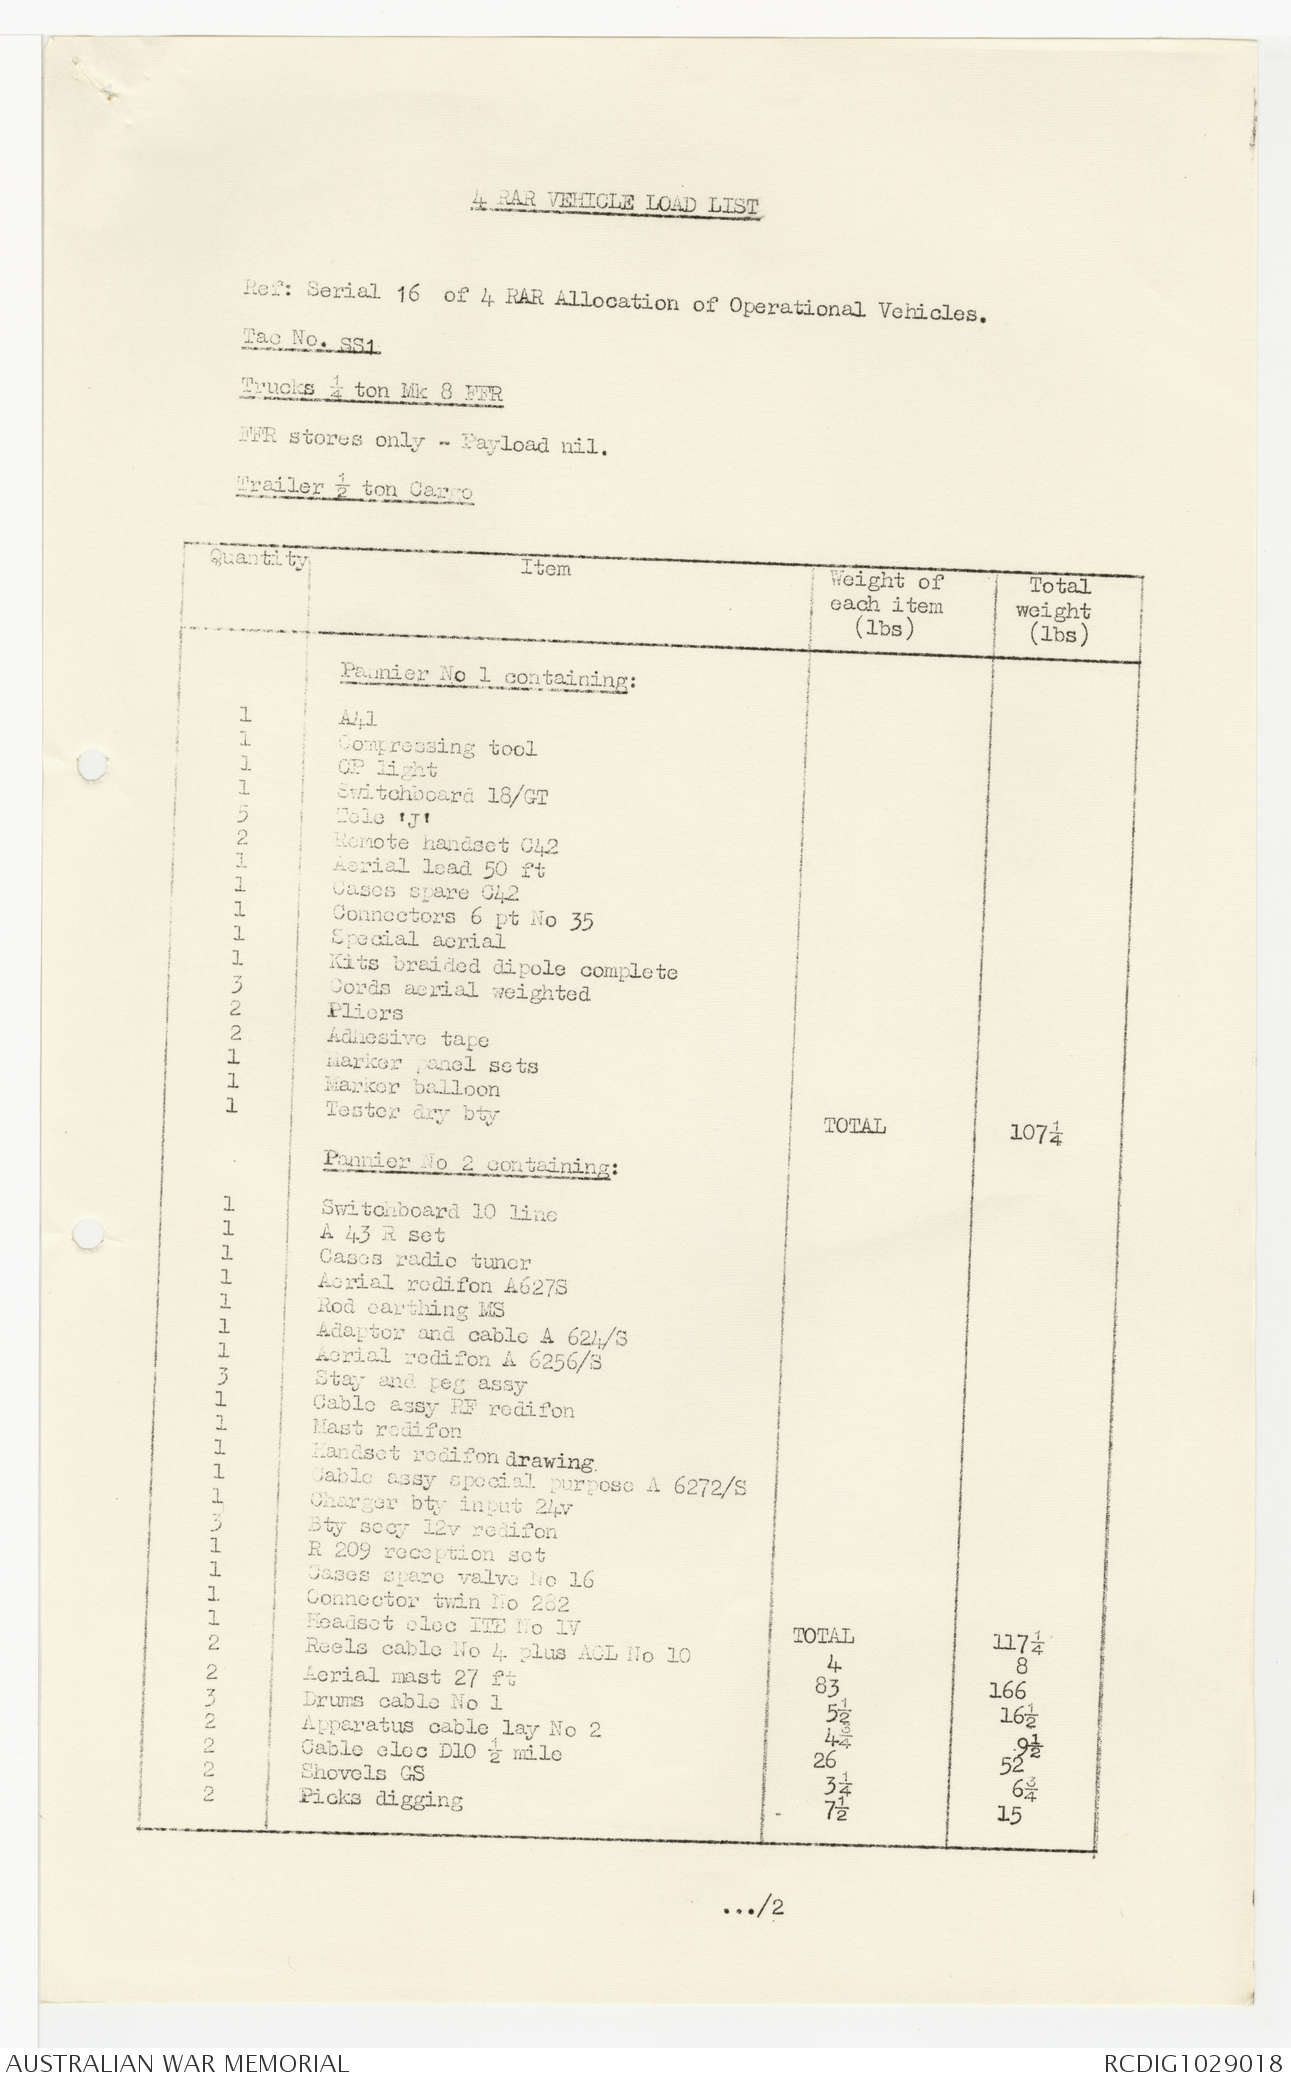 4 RAR VEHICLE LOAD LIST
Ref: Serial 16 of 4 RAR Allocation of Operational Vehicles.
Tac No. SS1
Trucks ¼ ton Mk 8 FFR
FFR stores only - Payload nil.
Trailer ½ ton Cargo
Quantity Item Weight of each item (lbs) Total weight (lbs)
Pannier No 1 containing:
1 A41
1 Compressing tool
1 CP light
1 Switchboard 18/GT
5 Tele 'J'
2 Remote handset C42
1 Aerial lead 50 ft
1 Cases spare C42
1 Connectors 6 pt No 35
1 Special aerial
1 Kits braided dipole complete
3 Cords aerial weighted
2 Pliers
2 Adhesive tape
1 Marker panel sets
1 Marker balloon
1 Tester dry bty TOTAL 107¼
Pannier No 2 containing:
1 Switchboard 10 line
1 A 43 R set
1 Cases radio tuner
1 Aerial redifon A627S
1 Rod earthing MS
1 Adaptor and cable A 624/S
1 Aerial redifon A 6256/S
3 Stay and peg assy
1 Cable assy RF redifon
1 Mast redifon
1 Handset redifon drawing
1 Cable assy special purpose A 6272/S
1 Charger bty input 24v
3 Bty secy 12v redifon
1 R 209 reception set
1 Cases spare valve No 16
1 Connector twin No 282
1 Headset elec ITE No 1V TOTAL 117¼
2 Reels cable No 4 plus ACL No 10 4 8
2 Aerial mast 27 ft 83 166
3 Drums cable No 1 5½ 16½
2 Apparatus cable lay No 2 4¾ 9½
2 Cable elec D10 ½ mile 26 52
2 Shovels GS 3¼ 6¾
2 Picks digging 7½ 15
.../2
AUSTRALIAN WAR MEMORIAL
RCDIG1029018